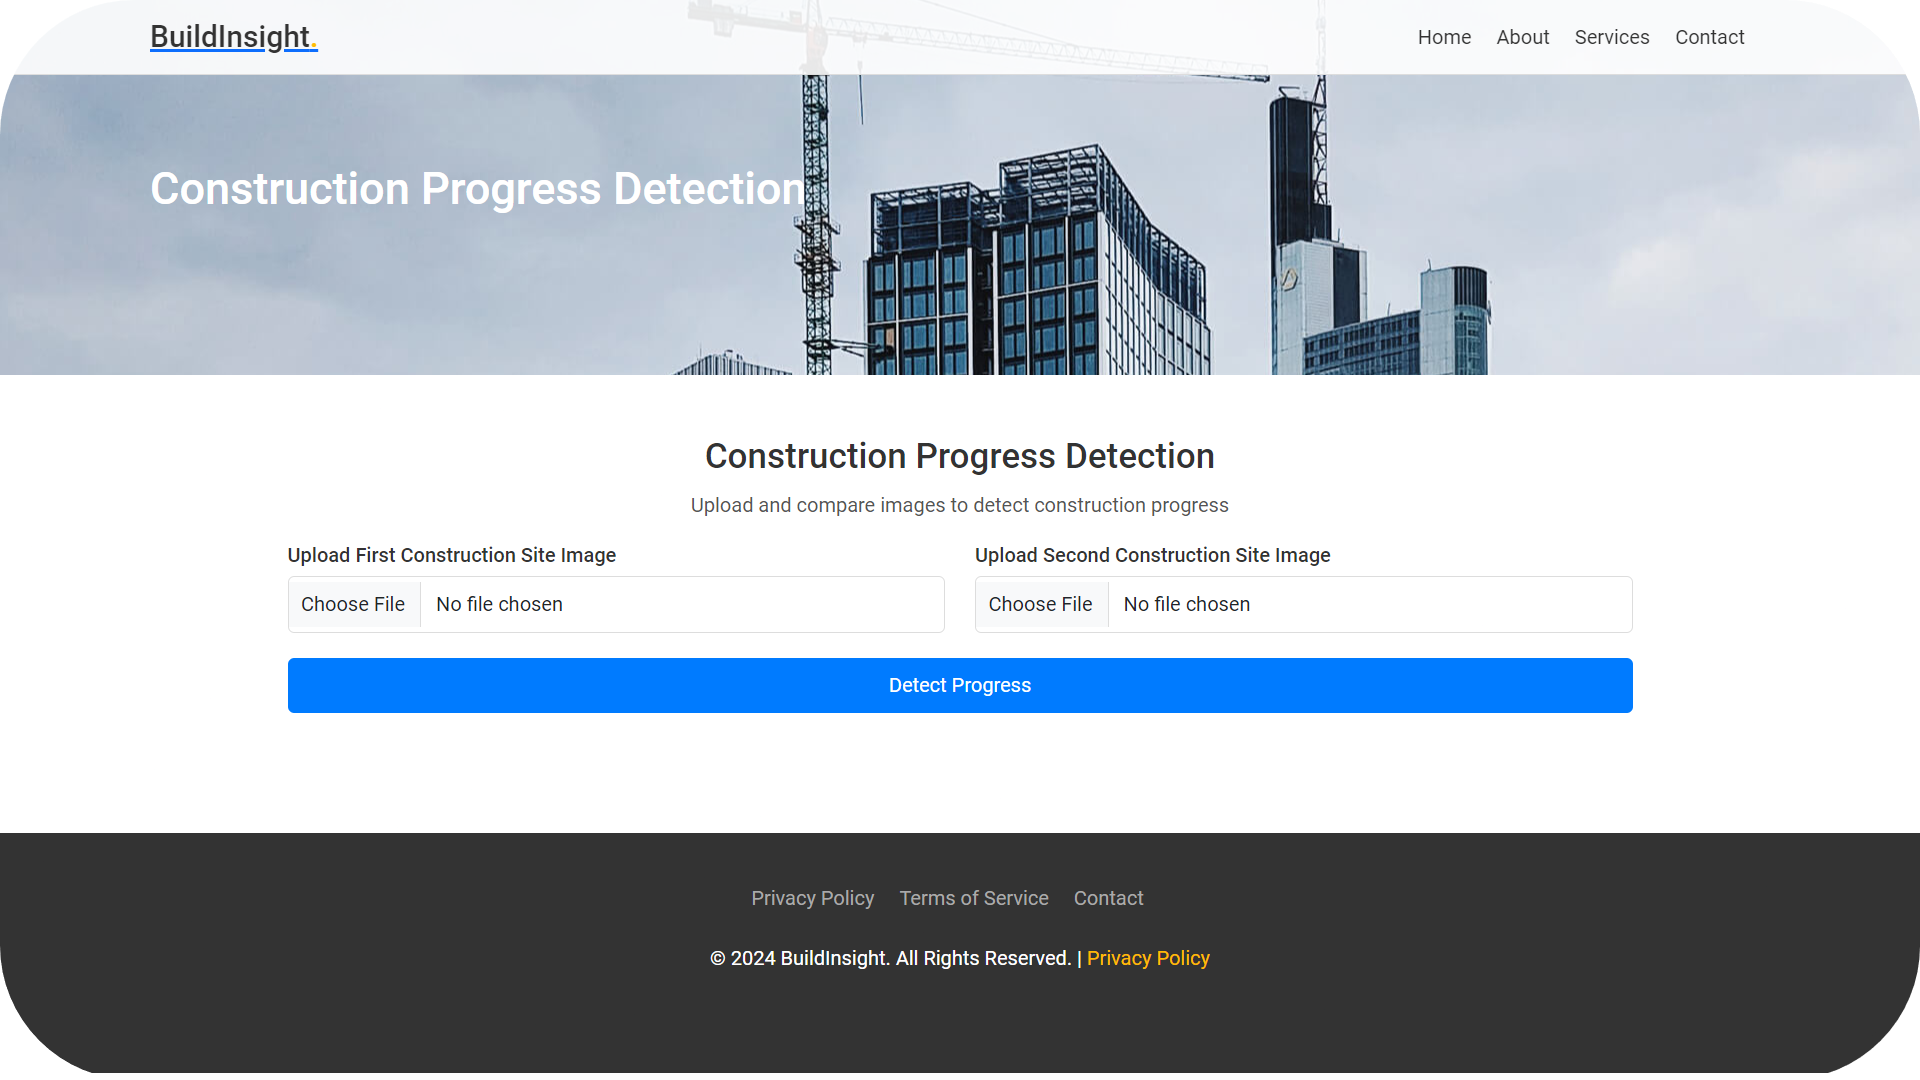 BuildInsight.
Home About Services Contact
Construction Progress Detection
Construction Progress Detection
Upload and compare images to detect construction progress
Upload First Construction Site Image
Choose File No file chosen
Upload Second Construction Site Image
Choose File No file chosen
Detect Progress
Privacy Policy Terms of Service Contact
© 2024 BuildInsight. All Rights Reserved. | Privacy Policy